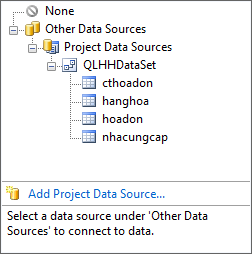 None
Other Data Sources
Project Data Sources
QLHHDataSet
cthoadon
hanghoa
hoadon
nhacungcap
Add Project Data Source...
Select a data source under 'Other Data
Sources' to connect to data.